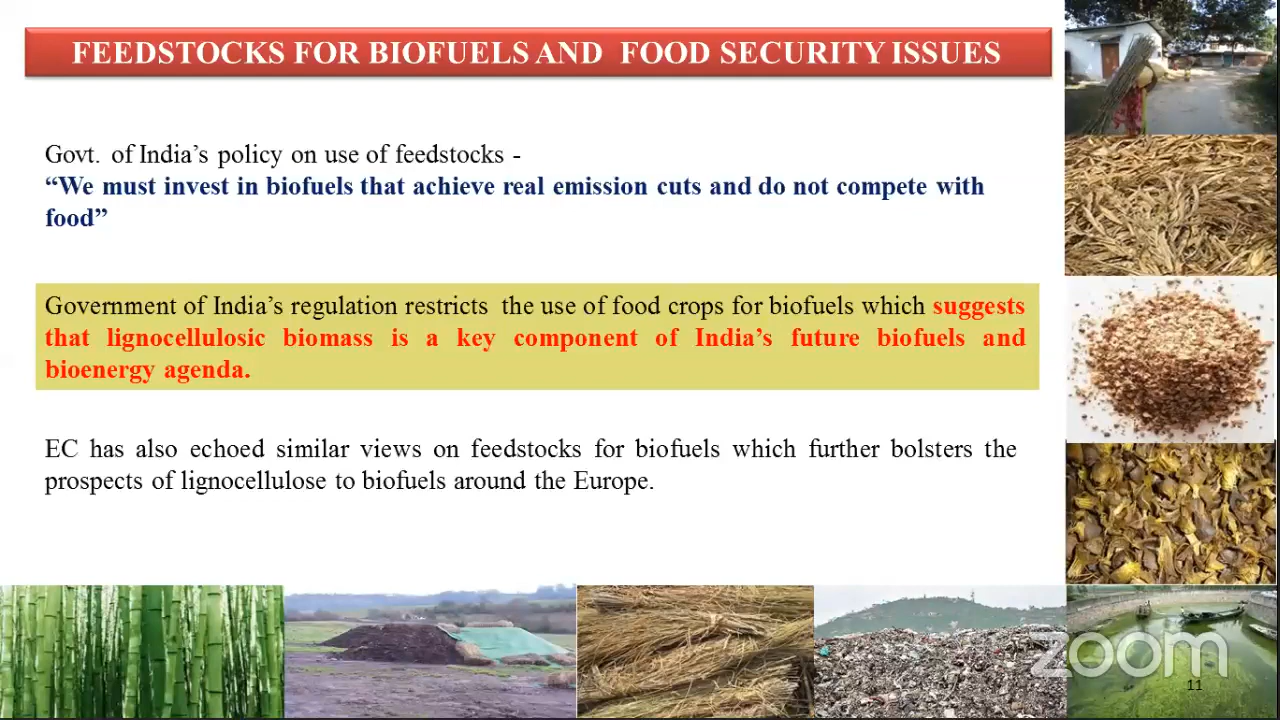 FEEDSTOCKS FOR BIOFUELS AND FOOD SECURITY ISSUES
Govt. of India’s policy on use of feedstocks -
“We must invest in biofuels that achieve real emission cuts and do not compete with
food”
Government of India’s regulation restricts the use of food crops for biofuels which suggests
that lignocellulosic biomass is a key component of India’s future biofuels and
bioenergy agenda.
EC has also echoed similar views on feedstocks for biofuels which further bolsters the
prospects of lignocellulose to biofuels around the Europe.
zoom
11